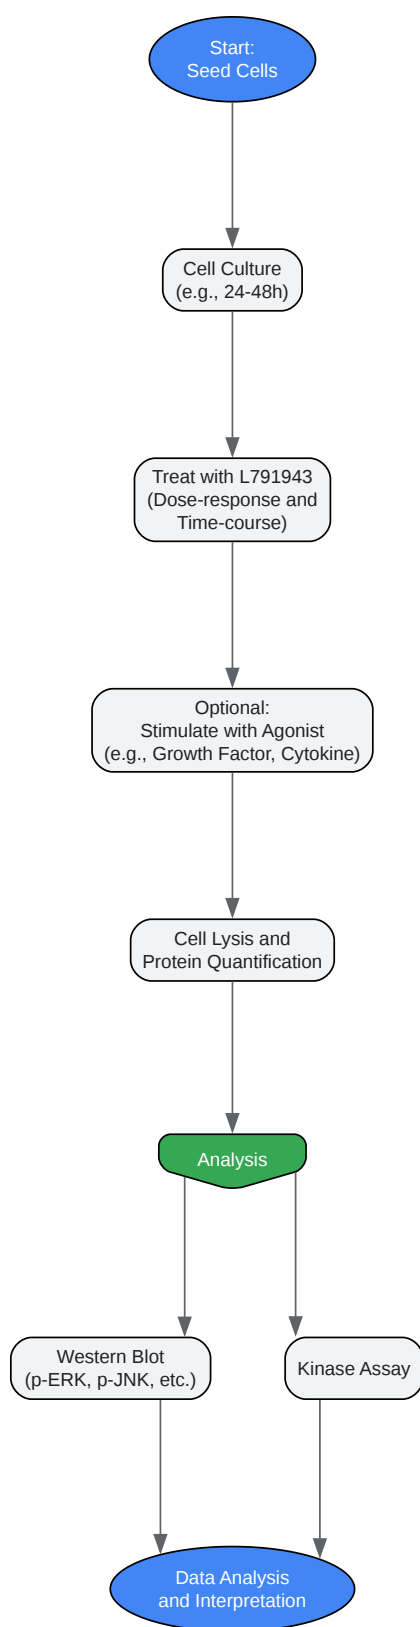 Start:
Seed Cells
Cell Culture
(e.g., 24-48h)
Treat with L791943
(Dose-response and
Time-course)
Optional:
Stimulate with Agonist
(e.g., Growth Factor, Cytokine)
Cell Lysis and
Protein Quantification
Analysis
Western Blot
(p-ERK, p-JNK, etc.)
Kinase Assay
Data Analysis
and Interpretation